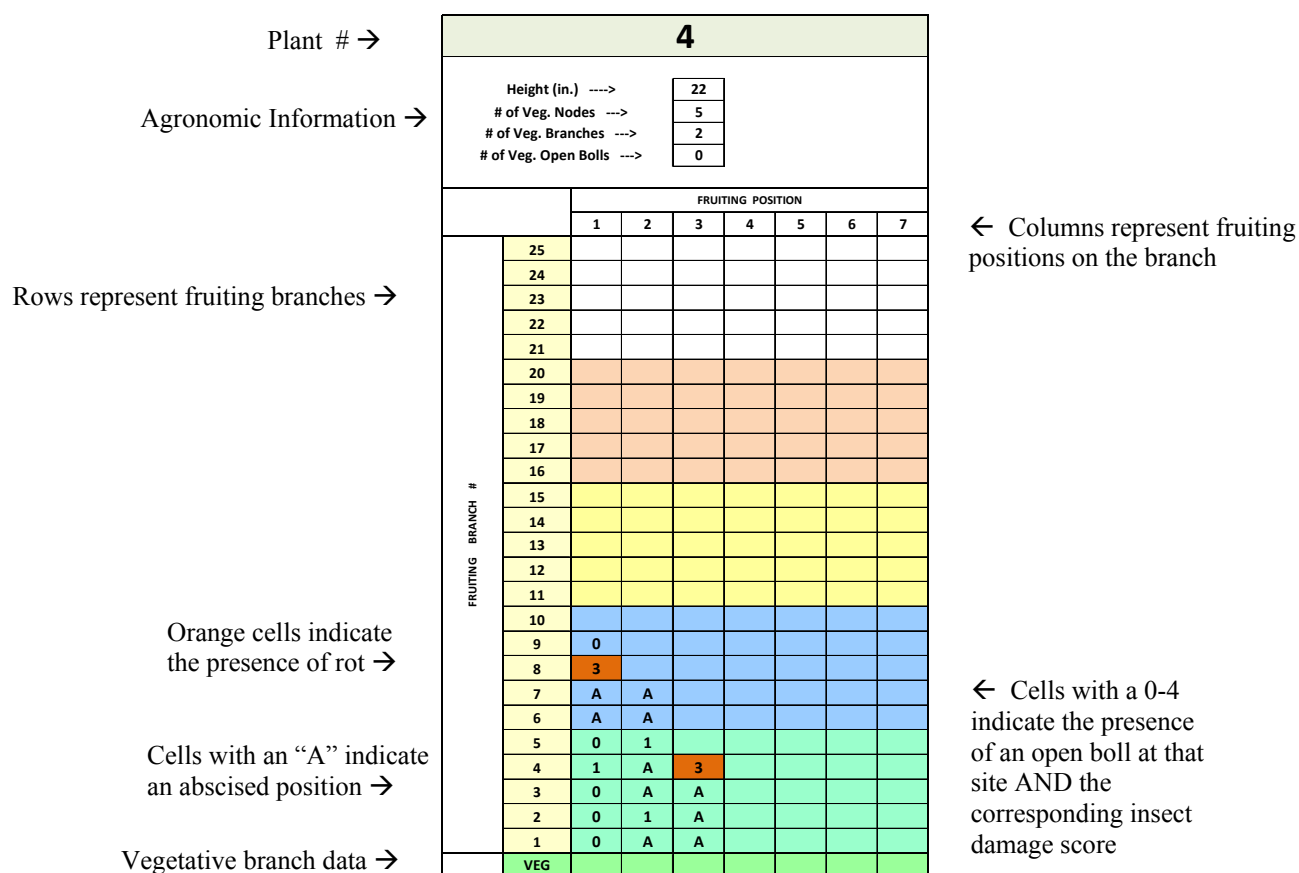 Plant # →
4
Agronomic Information →
Height (in.) ----> 22
# of Veg. Nodes ---> 5
# of Veg. Branches ---> 2
# of Veg. Open Bolls ---> 0
FRUITING POSITION
1 2 3 4 5 6 7
← Columns represent fruiting
positions on the branch
Rows represent fruiting branches →
FRUITING BRANCH #
25
24
23
22
21
20
19
18
17
16
15
14
13
12
11
10
9 0
8 3
7 A A
6 A A
5 0 1
4 1 A 3
3 0 A A
2 0 1 A
1 0 A A
VEG
Orange cells indicate
the presence of rot →
Cells with an “A” indicate
an abscised position →
Vegetative branch data →
← Cells with a 0-4
indicate the presence
of an open boll at that
site AND the
corresponding insect
damage score